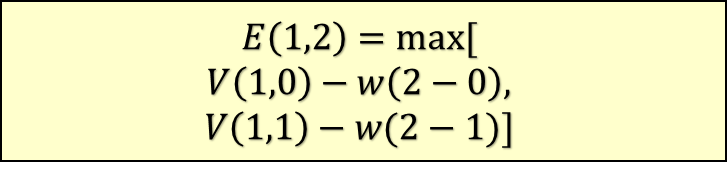 E(1,2) = max[
V(1,0) − w(2 − 0),
V(1,1) − w(2 − 1)]